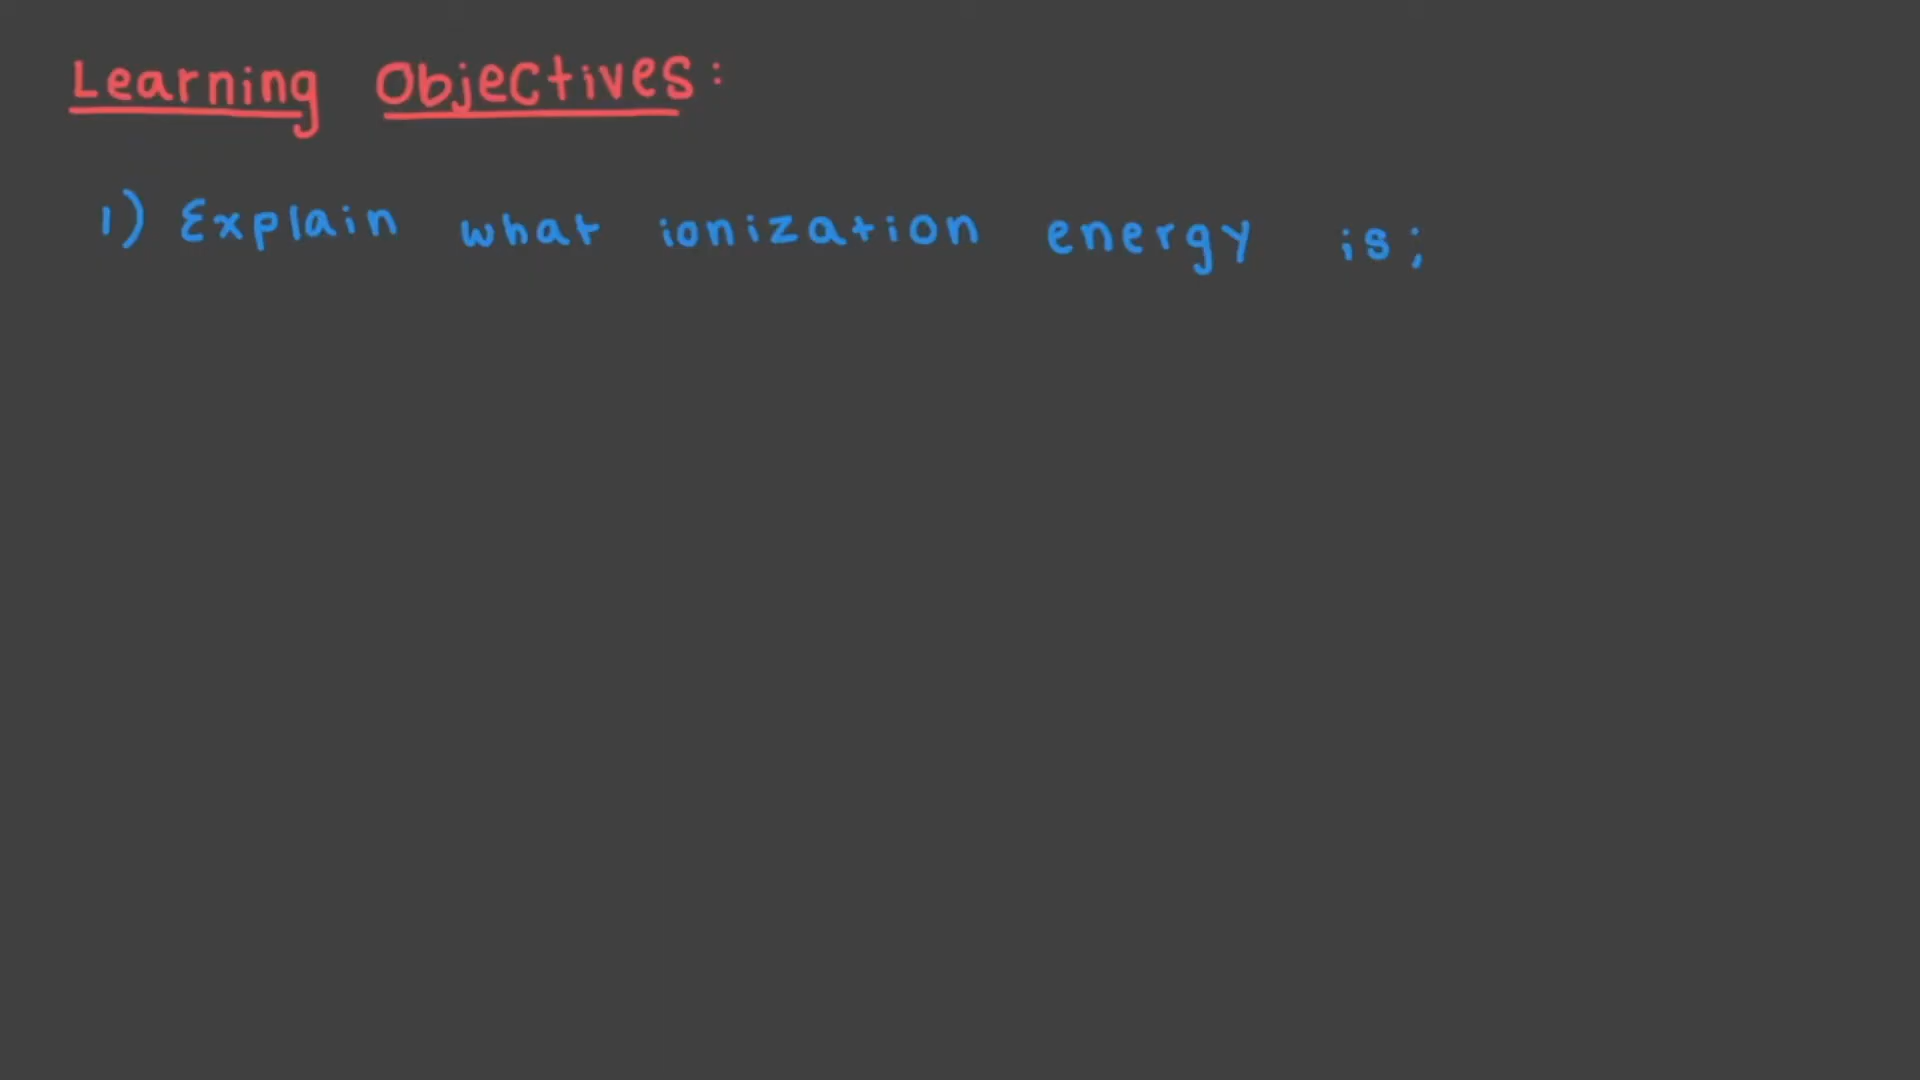 Learning Objectives:
1) Explain what ionization energy is;